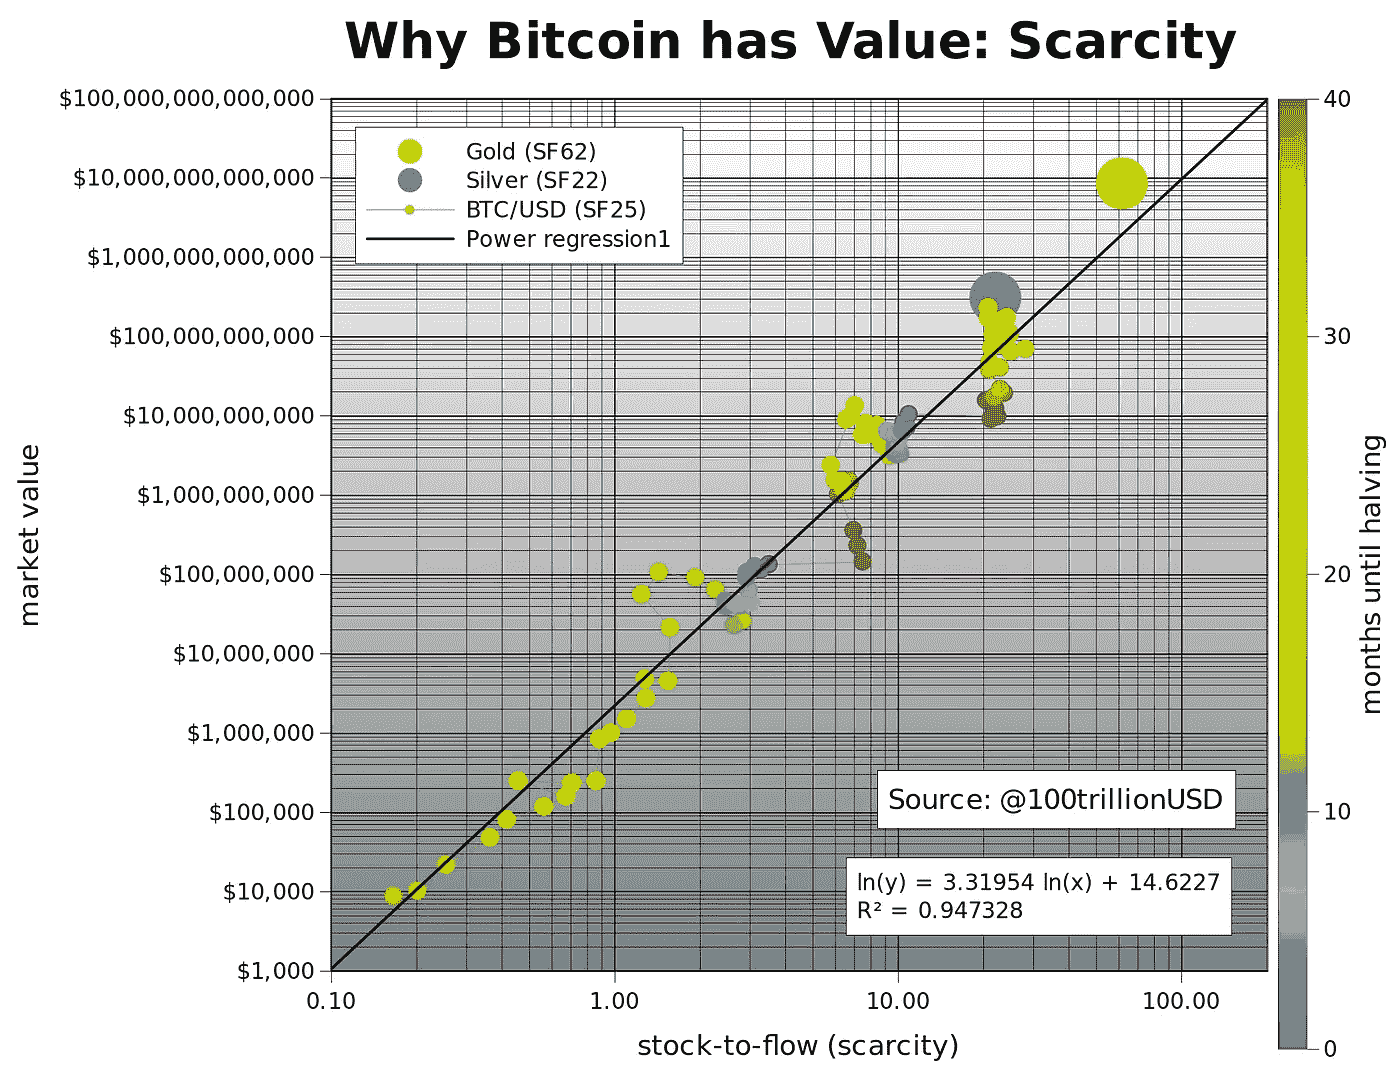 Why Bitcoin has Value: Scarcity
$100,000,000,000,000
$10,000,000,000,000
$1,000,000,000,000
$100,000,000,000
$10,000,000,000
$1,000,000,000
$100,000,000
$10,000,000
$1,000,000
$100,000
$10,000
$1,000
market value
Gold (SF62)
Silver (SF22)
BTC/USD (SF25)
Power regression1
Source: @100trillionUSD
ln(y) = 3.31954 ln(x) + 14.6227
R² = 0.947328
0.10
1.00
10.00
100.00
stock-to-flow (scarcity)
40
30
20
10
0
months until halving